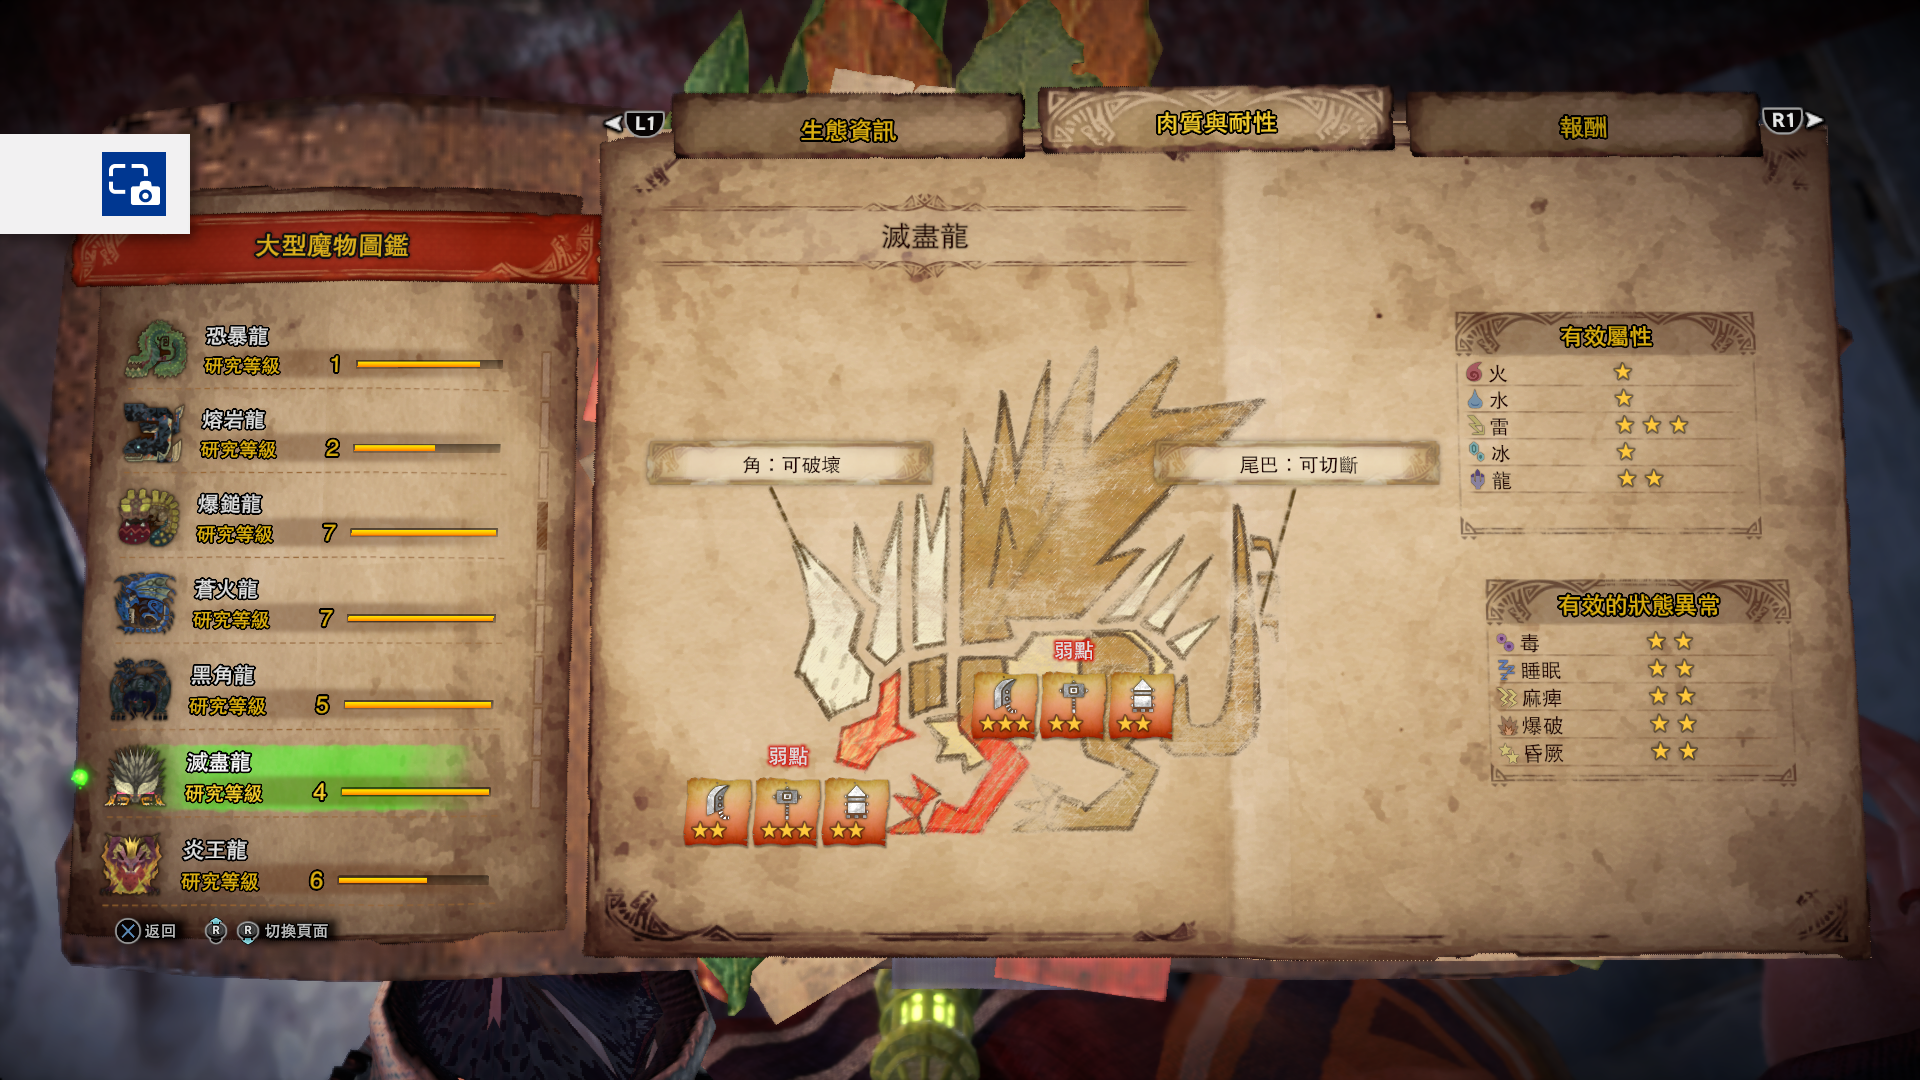 L1
生態資訊
肉質與耐性
報酬
R1
大型魔物圖鑑
恐暴龍
研究等級 1
熔岩龍
研究等級 2
爆鎚龍
研究等級 7
蒼火龍
研究等級 7
黑角龍
研究等級 5
滅盡龍
研究等級 4
炎王龍
研究等級 6
返回
R
R 切換頁面
滅盡龍
角：可破壞
尾巴：可切斷
弱點
弱點
有效屬性
火
水
雷
冰
龍
有效的狀態異常
毒
睡眠
麻痺
爆破
昏厥